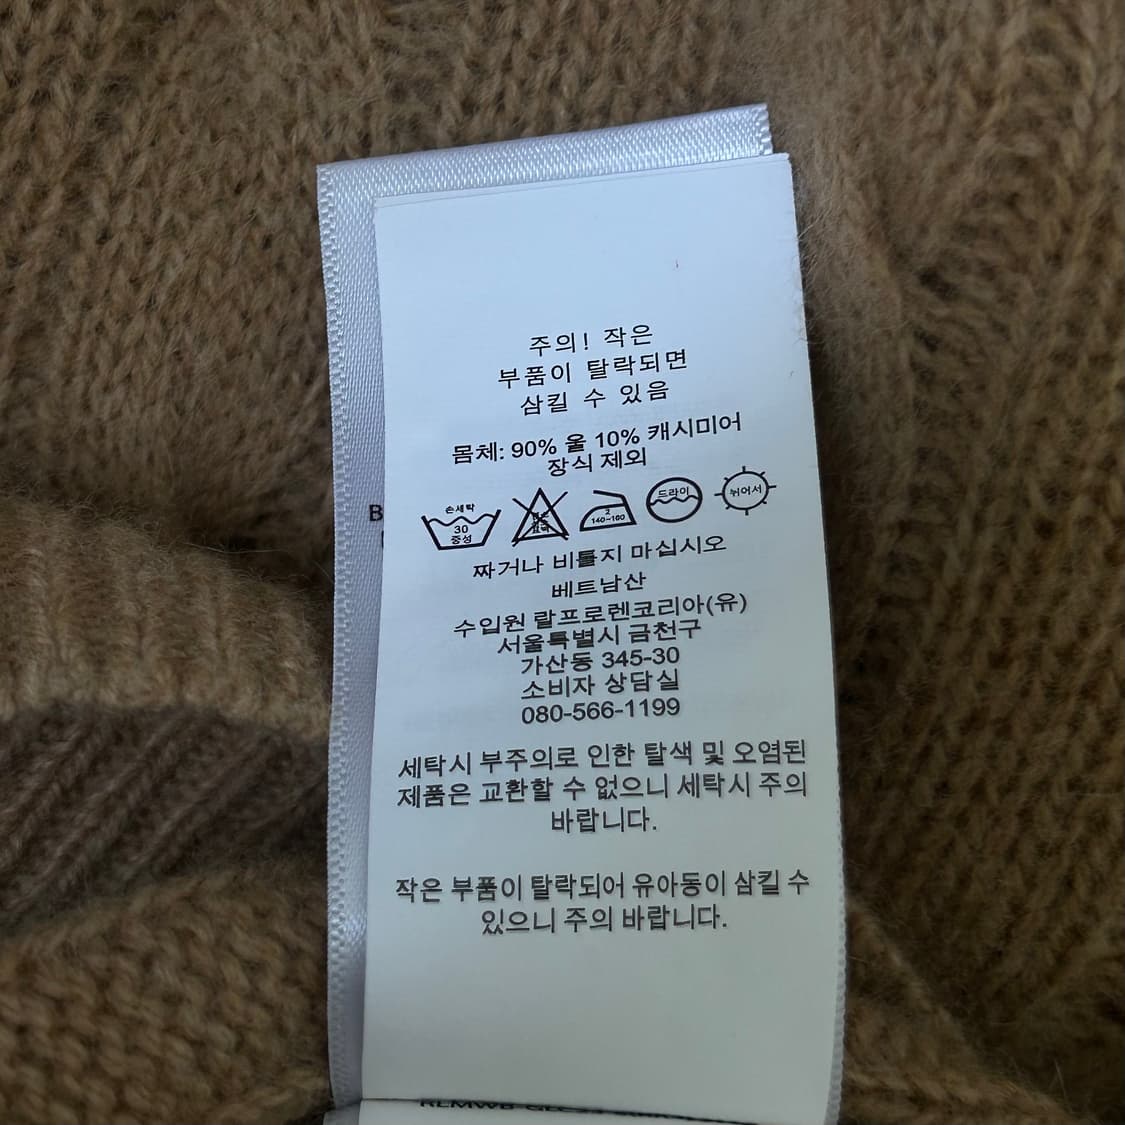 주의! 작은
부품이 탈락되면
삼킬 수 있음
몸체: 90% 울 10% 캐시미어
장식 제외
손세탁
30
중성
2
140~160
드라이
뉘어서
짜거나 비틀지 마십시오
베트남산
수입원 랄프로렌코리아(유)
서울특별시 금천구
가산동 345-30
소비자 상담실
080-566-1199
세탁시 부주의로 인한 탈색 및 오염된
제품은 교환할 수 없으니 세탁시 주의
바랍니다.
작은 부품이 탈락되어 유아동이 삼킬 수
있으니 주의 바랍니다.
B